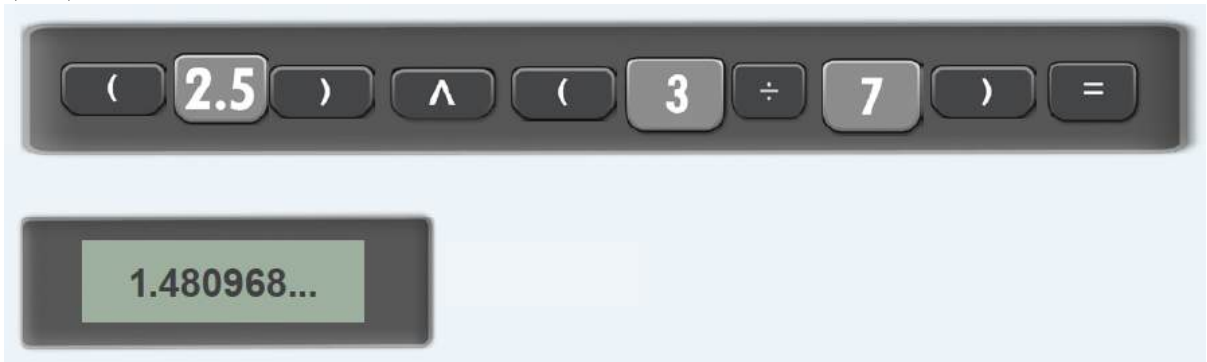 ( 2.5 ) ∧ ( 3 ÷ 7 ) =
1.480968...